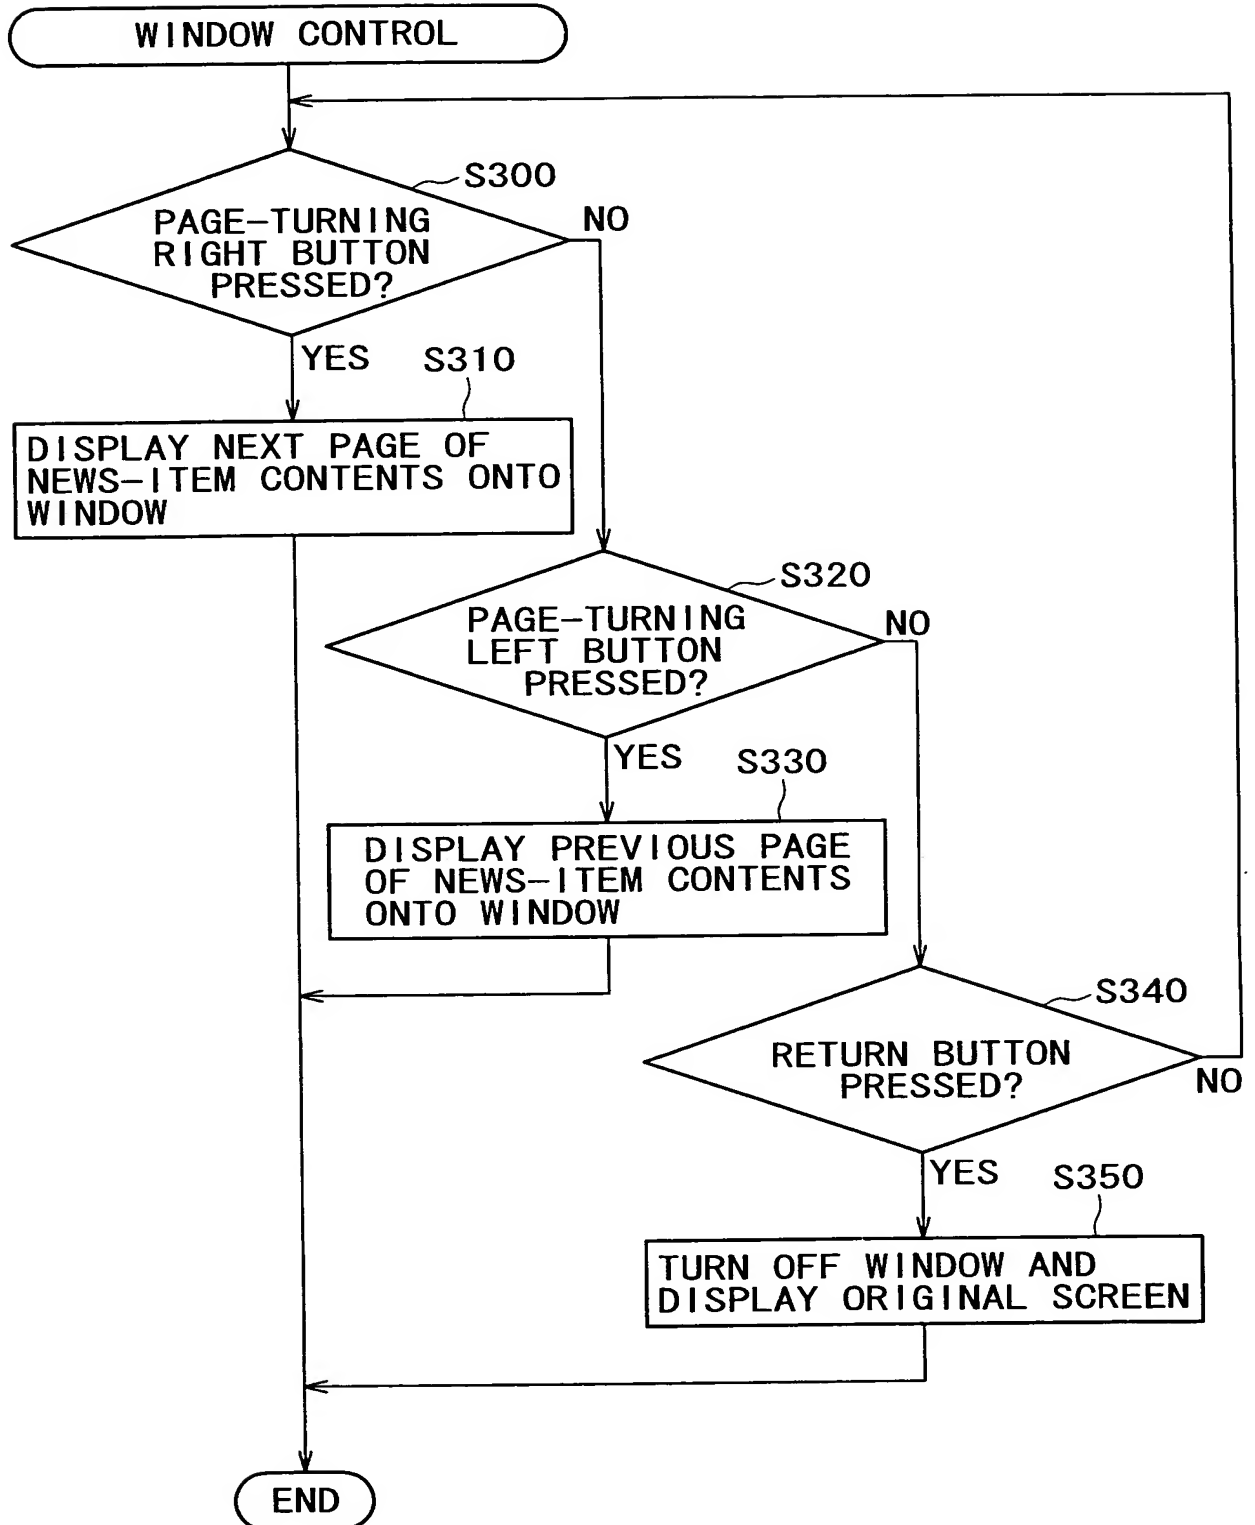 WINDOW CONTROL
S300
PAGE-TURNING
RIGHT BUTTON
PRESSED?
NO
YES
S310
DISPLAY NEXT PAGE OF
NEWS-ITEM CONTENTS ONTO
WINDOW
S320
PAGE-TURNING
LEFT BUTTON
PRESSED?
NO
YES
S330
DISPLAY PREVIOUS PAGE
OF NEWS-ITEM CONTENTS
ONTO WINDOW
S340
RETURN BUTTON
PRESSED?
NO
YES
S350
TURN OFF WINDOW AND
DISPLAY ORIGINAL SCREEN
END